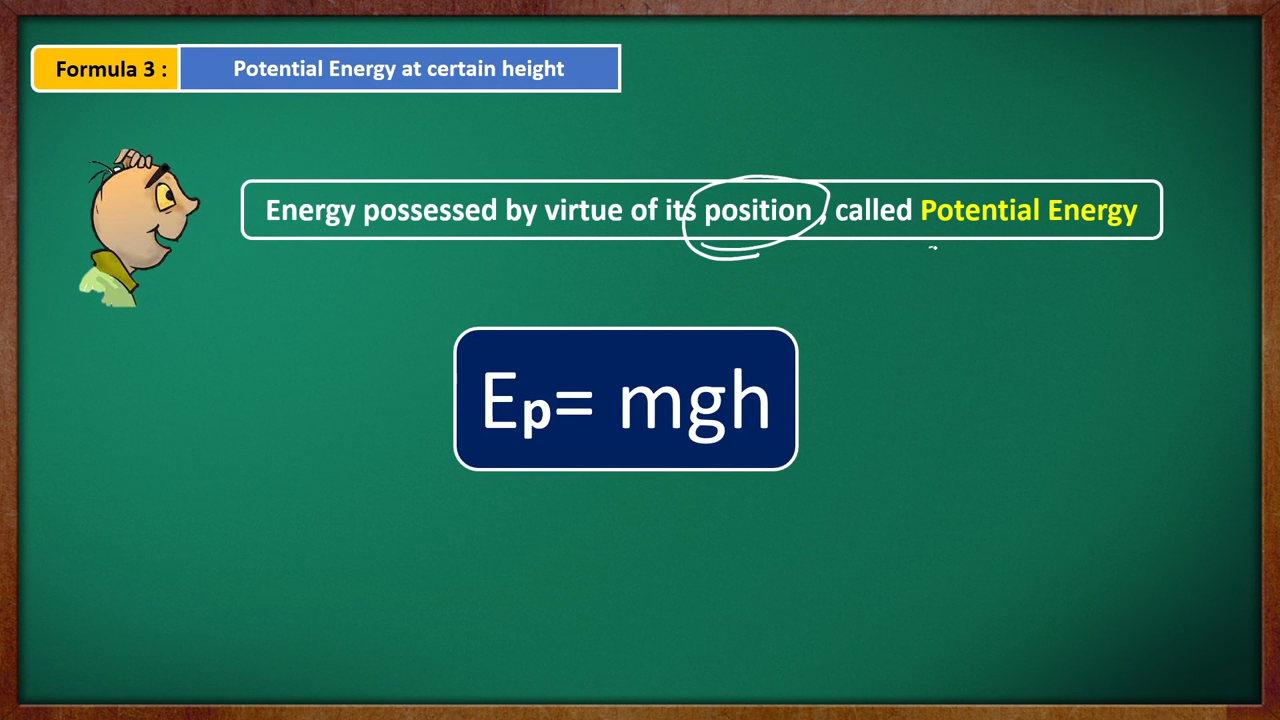 Formula 3 : Potential Energy at certain height
Energy possessed by virtue of its position , called Potential Energy
Ep= mgh